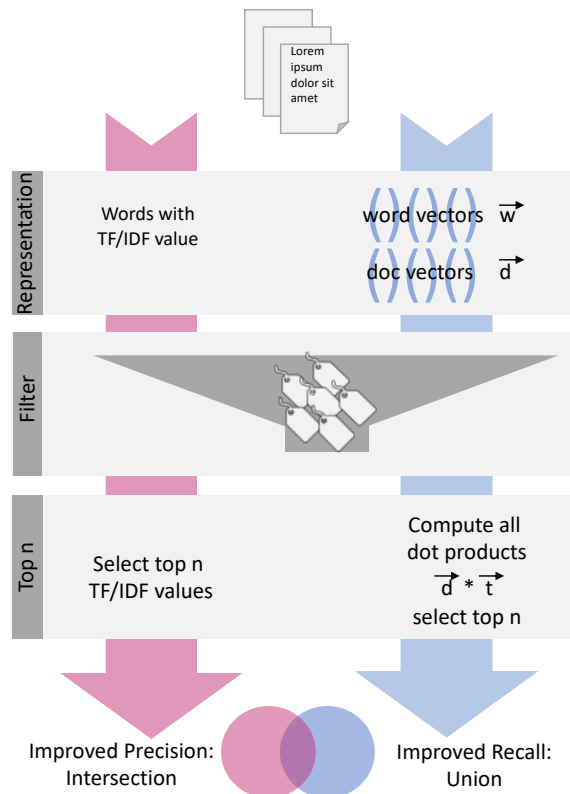 Lorem
ipsum
dolor sit
amet
Representation
Words with
TF/IDF value
word vectors w
doc vectors d
Filter
Top n
Select top n
TF/IDF values
Compute all
dot products
d * t
select top n
Improved Precision:
Intersection
Improved Recall:
Union